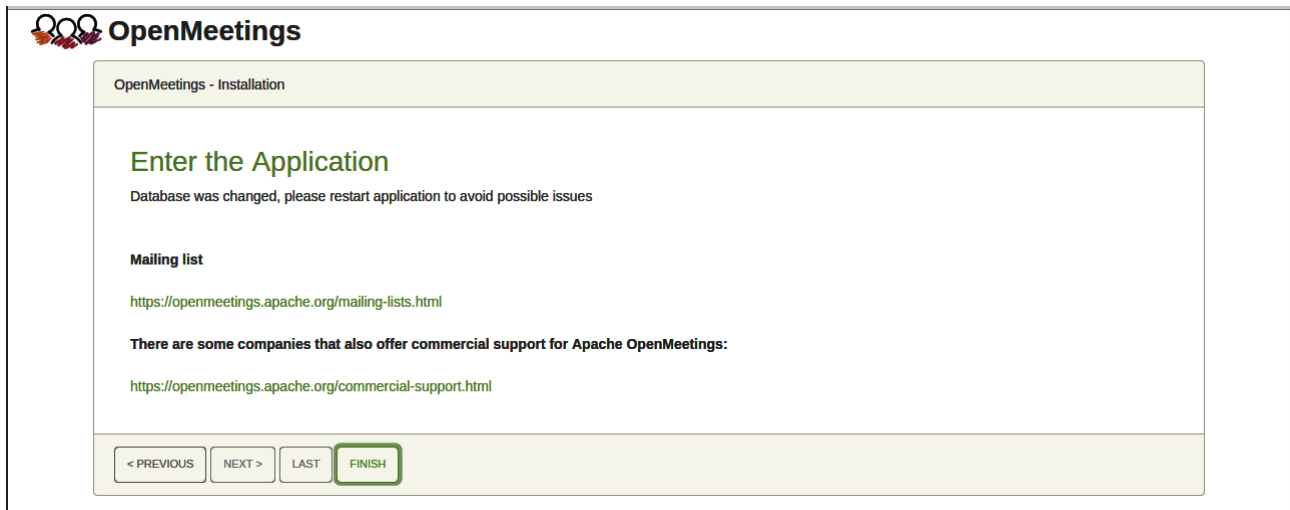 OpenMeetings
OpenMeetings - Installation
Enter the Application
Database was changed, please restart application to avoid possible issues
Mailing list
https://openmeetings.apache.org/mailing-lists.html
There are some companies that also offer commercial support for Apache OpenMeetings:
https://openmeetings.apache.org/commercial-support.html
< PREVIOUS NEXT > LAST FINISH